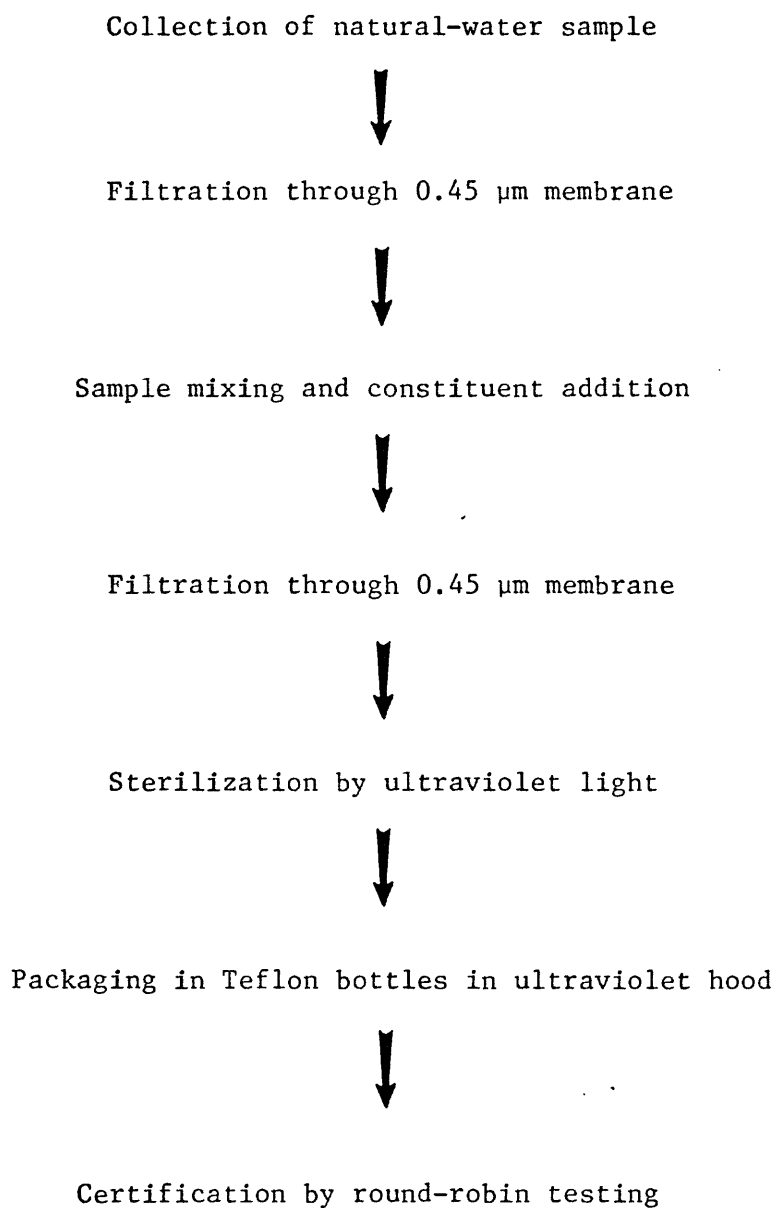 Collection of natural-water sample
Filtration through 0.45 μm membrane
Sample mixing and constituent addition
Filtration through 0.45 μm membrane
Sterilization by ultraviolet light
Packaging in Teflon bottles in ultraviolet hood
Certification by round-robin testing